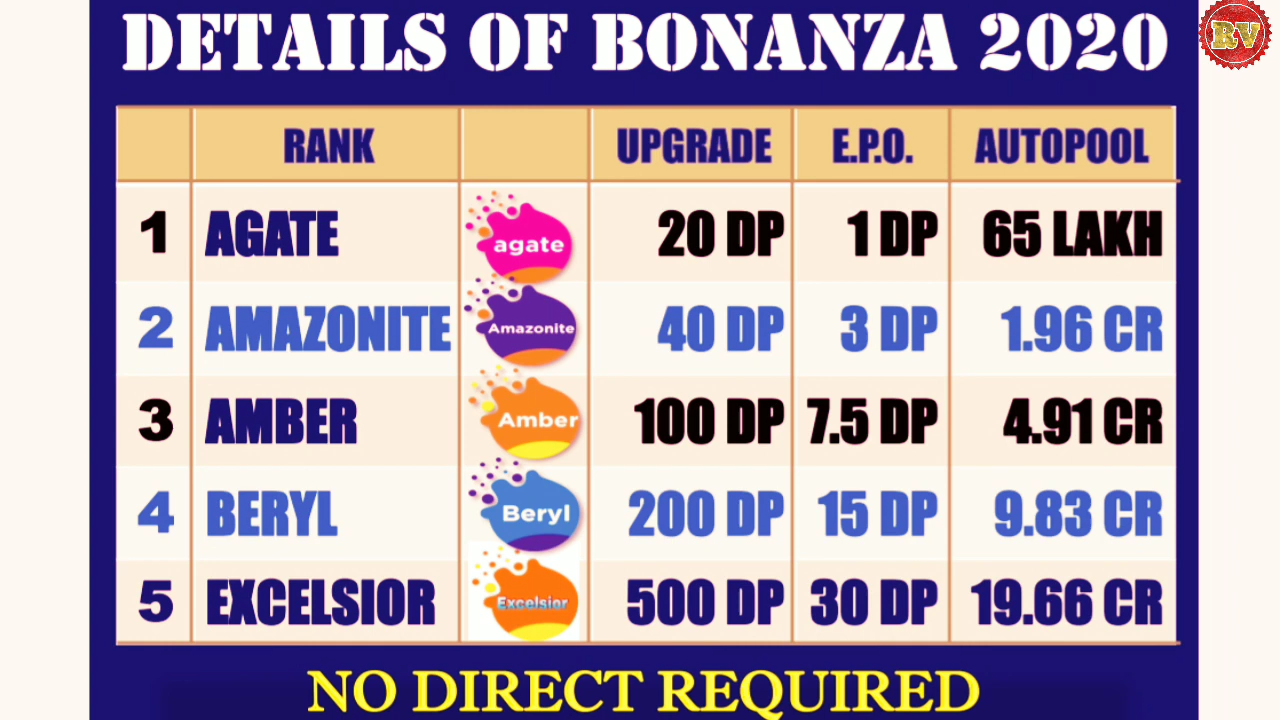 DETAILS OF BONANZA 2020
RV
RANK UPGRADE E.P.O. AUTOPOOL
1 AGATE agate 20 DP 1 DP 65 LAKH
2 AMAZONITE Amazonite 40 DP 3 DP 1.96 CR
3 AMBER Amber 100 DP 7.5 DP 4.91 CR
4 BERYL Beryl 200 DP 15 DP 9.83 CR
5 EXCELSIOR Excelsior 500 DP 30 DP 19.66 CR
NO DIRECT REQUIRED